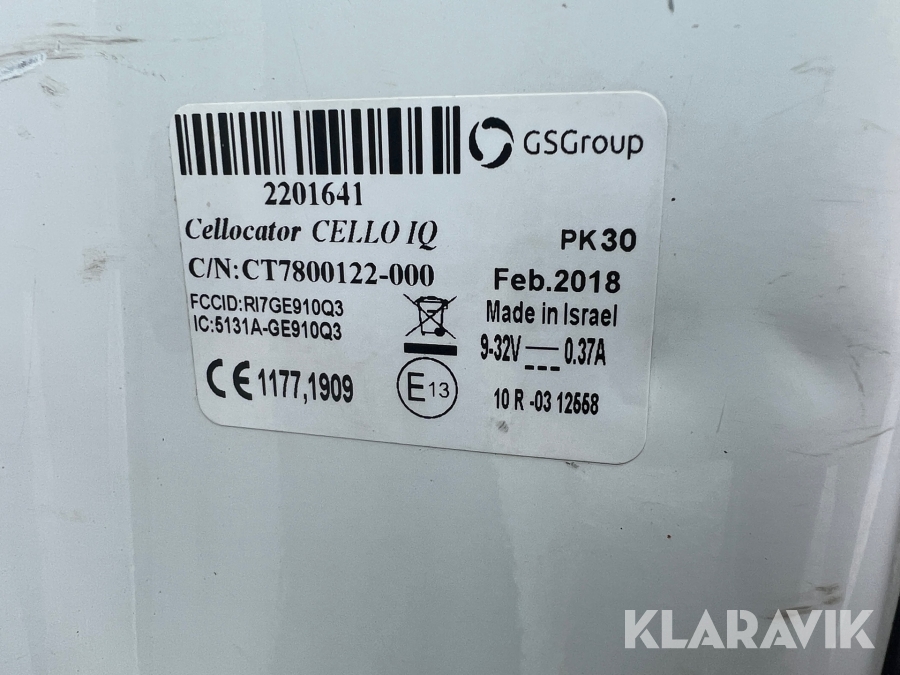 GSGroup
2201641
Cellocator CELLO IQ
PK30
C/N:CT7800122-000
Feb.2018
FCCID:RI7GE910Q3
IC:5131A-GE910Q3
Made in Israel
9-32V 0.37A
CE 1177,1909
E13
10 R -03 12558
KLARAVIK